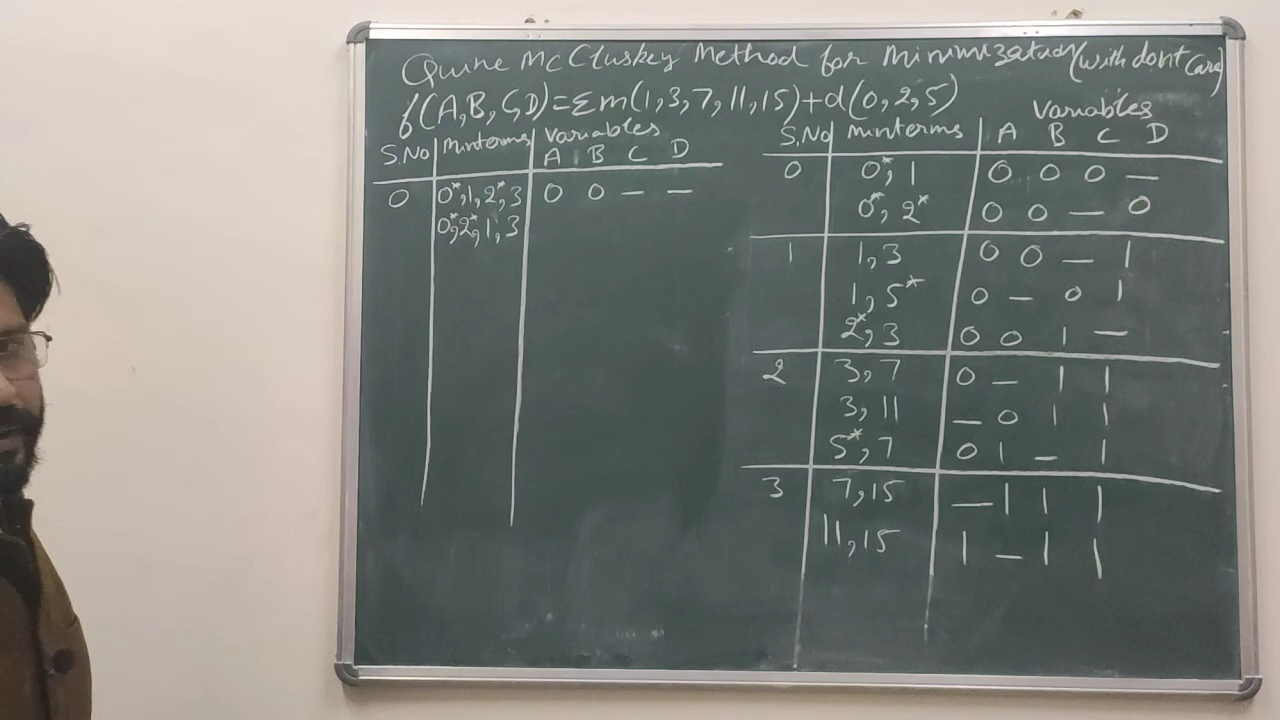 Quine McCluskey Method for Minimization (with dont Care)
f(A,B,C,D)=Σm(1,3,7,11,15)+d(0,2,5)
S.No Minterms Variables
A B C D
0 0*,1,2*,3 0 0 — —
0*,2*,1,3
Variables
S.No Minterms A B C D
0 0*,1 0 0 0 —
0*,2* 0 0 — 0
1 1,3 0 0 — 1
1,5* 0 — 0 1
2*,3 0 0 1 —
2 3,7 0 — 1 1
3,11 — 0 1 1
5*,7 0 1 — 1
3 7,15 — 1 1 1
11,15 1 — 1 1